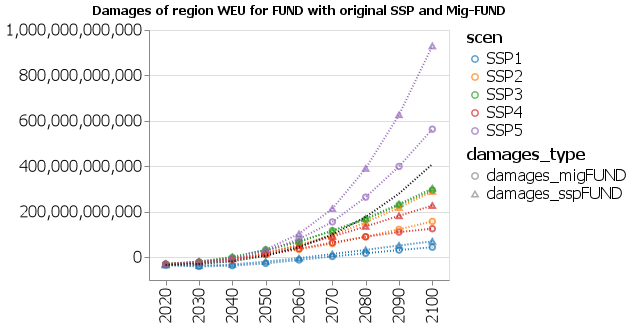 Damages of region WEU for FUND with original SSP and Mig-FUND
1,000,000,000,000
800,000,000,000
600,000,000,000
400,000,000,000
200,000,000,000
0
2020
2030
2040
2050
2060
2070
2080
2090
2100
scen
SSP1
SSP2
SSP3
SSP4
SSP5
damages_type
damages_migFUND
damages_sspFUND